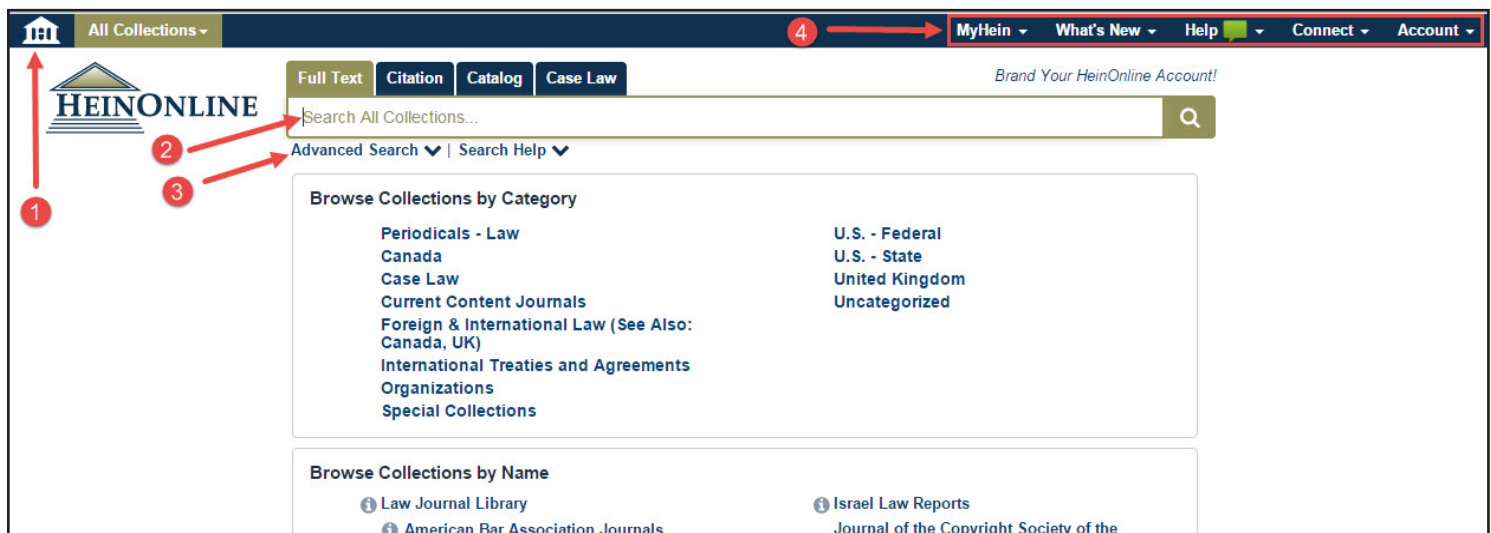 All Collections
4
MyHein
What's New
Help
Connect
Account
HEINONLINE
Full Text
Citation
Catalog
Case Law
Brand Your HeinOnline Account!
Search All Collections...
2
Advanced Search | Search Help
3
1
Browse Collections by Category
Periodicals - Law
Canada
Case Law
Current Content Journals
Foreign & International Law (See Also:
Canada, UK)
International Treaties and Agreements
Organizations
Special Collections
U.S. - Federal
U.S. - State
United Kingdom
Uncategorized
Browse Collections by Name
Law Journal Library
American Bar Association Journals
Israel Law Reports
Journal of the Copyright Society of the